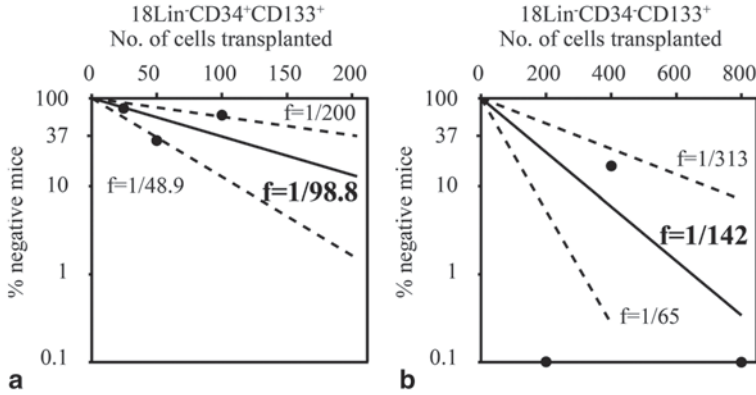 18Lin⁻CD34⁺CD133⁺
No. of cells transplanted
0 50 100 150 200
100
37
10
1
0.1
% negative mice
f=1/200
f=1/48.9
f=1/98.8
a
18Lin⁻CD34⁻CD133⁺
No. of cells transplanted
0 200 400 600 800
100
37
10
1
0.1
% negative mice
f=1/313
f=1/142
f=1/65
b